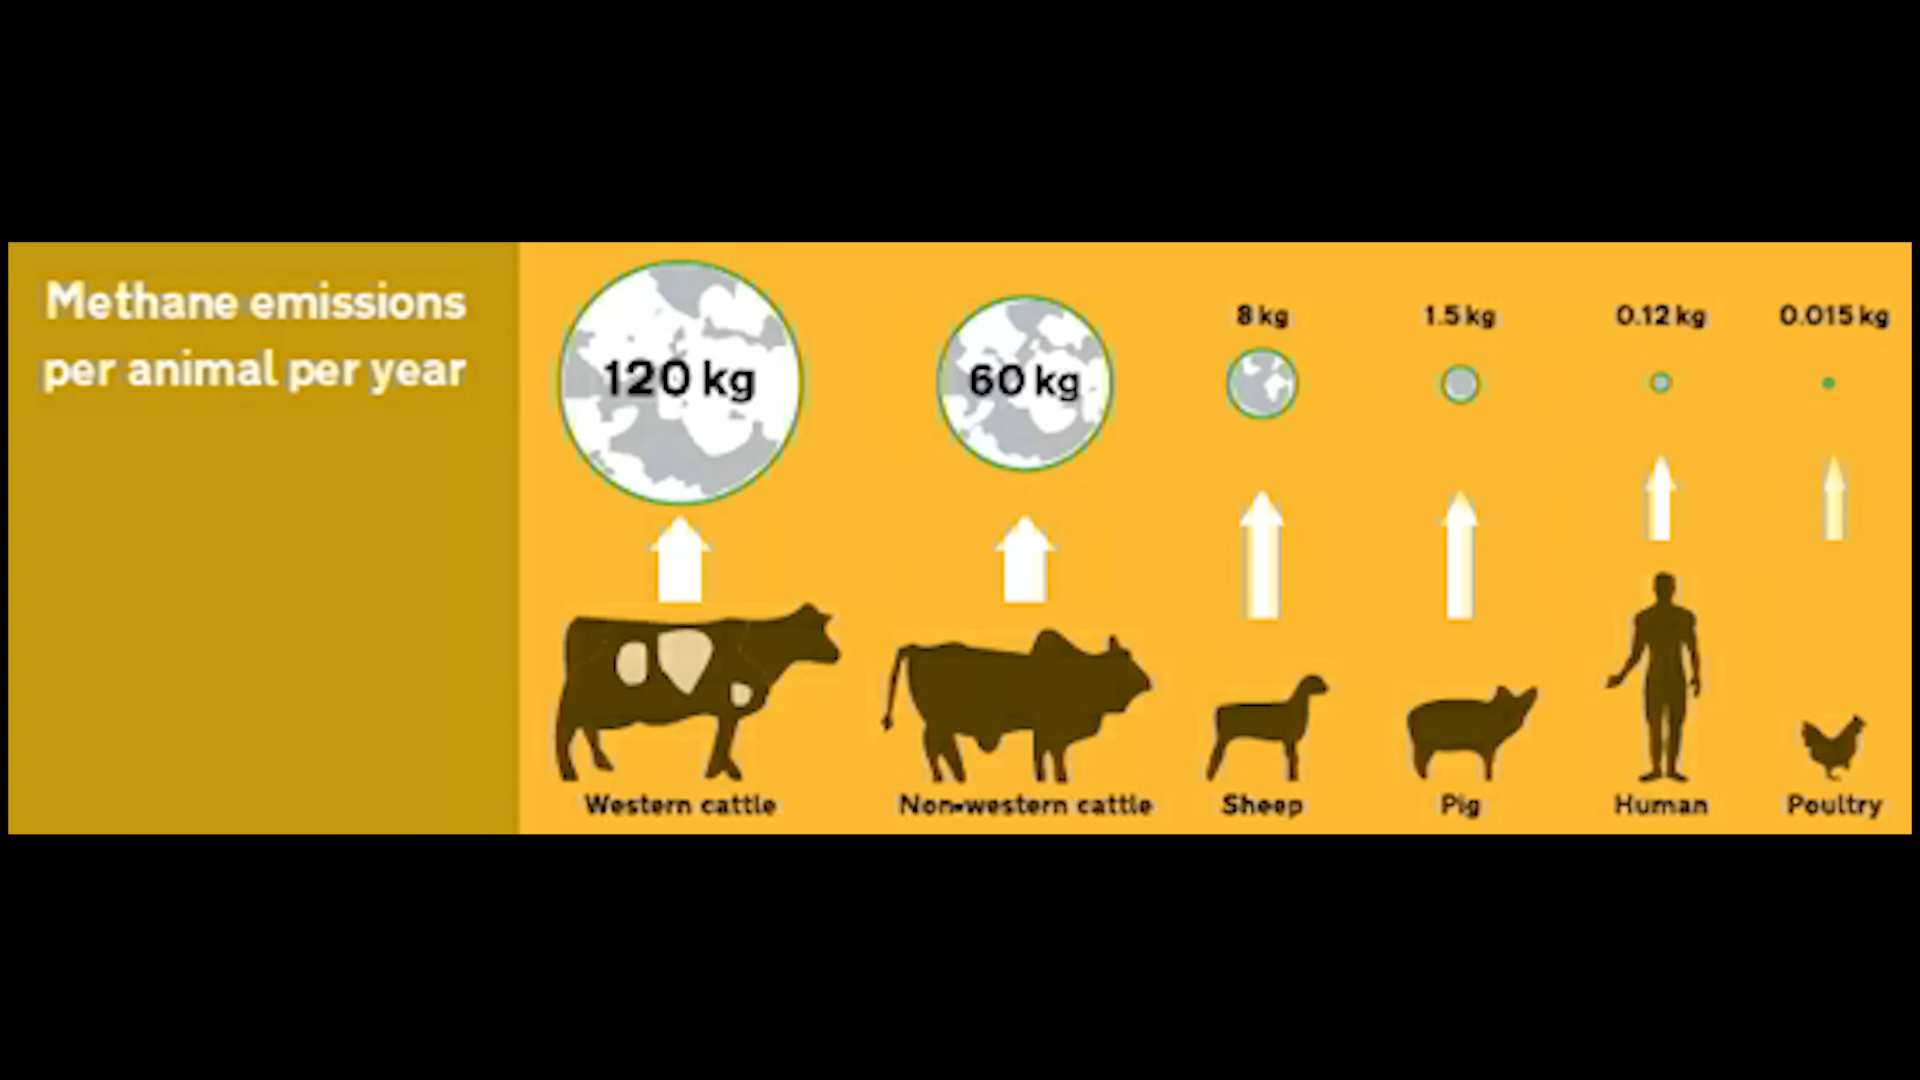 Methane emissions
per animal per year
120 kg
60 kg
8 kg
1.5 kg
0.12 kg
0.015 kg
Western cattle
Non-western cattle
Sheep
Pig
Human
Poultry